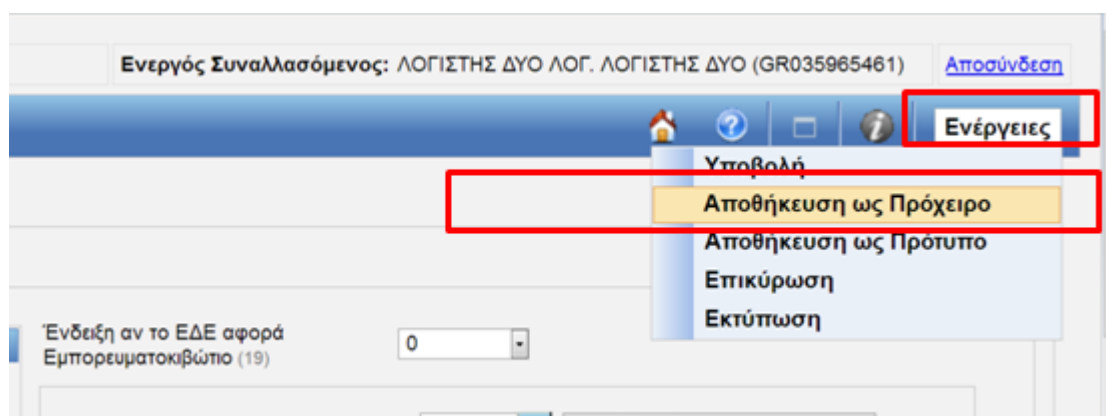 Ενεργός Συναλλασόμενος: ΛΟΓΙΣΤΗΣ ΔΥΟ ΛΟΓ. ΛΟΓΙΣΤΗΣ ΔΥΟ (GR035965461) Αποσύνδεση
Ενέργειες
Υποβολή
Αποθήκευση ως Πρόχειρο
Αποθήκευση ως Πρότυπο
Επικύρωση
Εκτύπωση
Ένδειξη αν το ΕΔΕ αφορά
Εμπορευματοκιβώτιο (19)
0